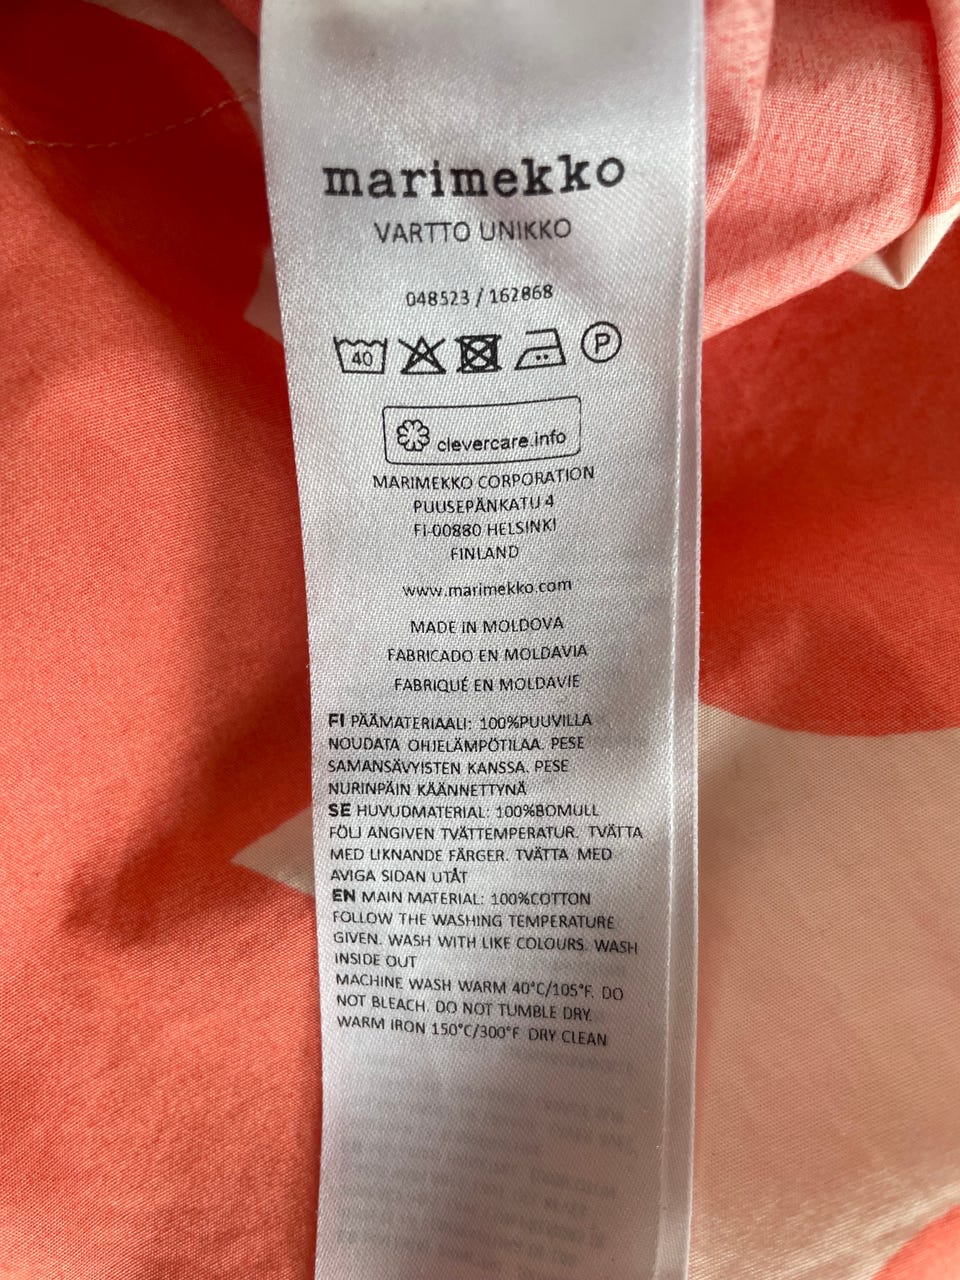 marimekko
VARTTO UNIKKO
048523 / 162868
40 P
clevercare.info
MARIMEKKO CORPORATION
PUUSEPÄNKATU 4
FI-00880 HELSINKI
FINLAND
www.marimekko.com
MADE IN MOLDOVA
FABRICADO EN MOLDAVIA
FABRIQUÉ EN MOLDAVIE
FI PÄÄMATERIAALI: 100%PUUVILLA
NOUDATA OHJELÄMPÖTILAA. PESE
SAMANSÄVYISTEN KANSSA. PESE
NURINPÄIN KÄÄNNETTYNÄ
SE HUVUDMATERIAL: 100%BOMULL
FÖLJ ANGIVEN TVÄTTEMPERATUR. TVÄTTA
MED LIKNANDE FÄRGER. TVÄTTA MED
AVIGA SIDAN UTÅT
EN MAIN MATERIAL: 100%COTTON
FOLLOW THE WASHING TEMPERATURE
GIVEN. WASH WITH LIKE COLOURS. WASH
INSIDE OUT
MACHINE WASH WARM 40°C/105°F. DO
NOT BLEACH. DO NOT TUMBLE DRY.
WARM IRON 150°C/300°F DRY CLEAN